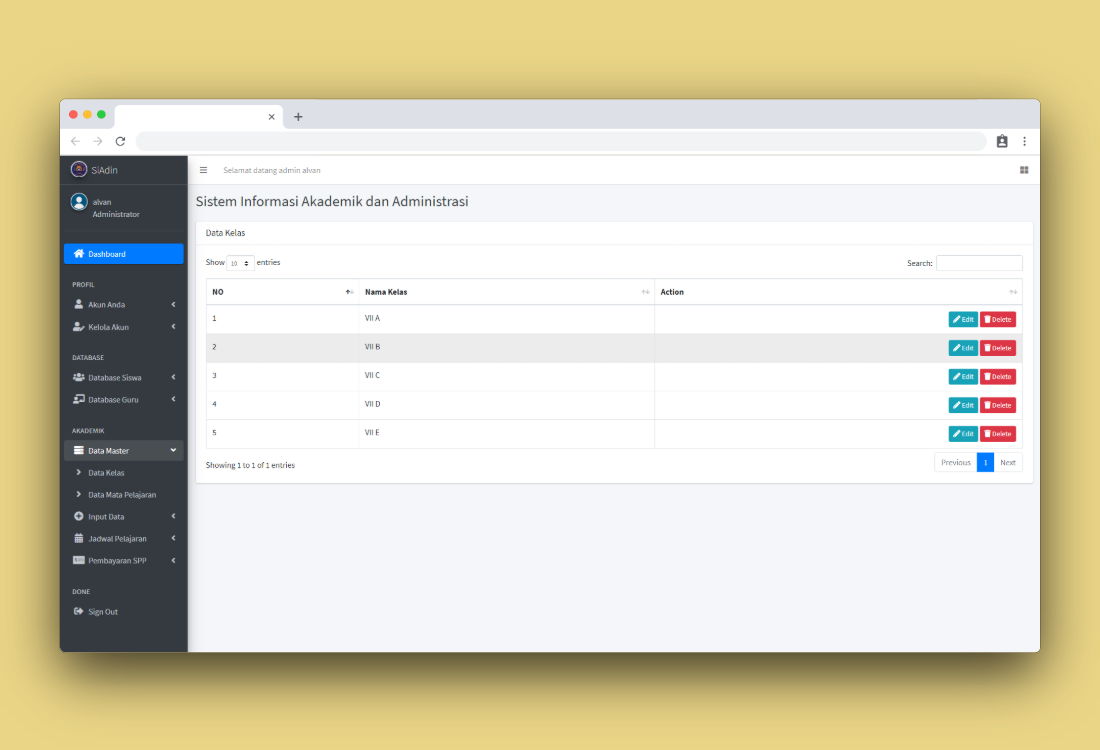 SiAdin
Selamat datang admin alvan
alvan
Administrator
Dashboard
PROFIL
Akun Anda
Kelola Akun
DATABASE
Database Siswa
Database Guru
AKADEMIK
Data Master
Data Kelas
Data Mata Pelajaran
Input Data
Jadwal Pelajaran
Pembayaran SPP
DONE
Sign Out
Sistem Informasi Akademik dan Administrasi
Data Kelas
Show 10 entries Search:
NO Nama Kelas Action
1 VII A Edit Delete
2 VII B Edit Delete
3 VII C Edit Delete
4 VII D Edit Delete
5 VII E Edit Delete
Showing 1 to 1 of 1 entries Previous 1 Next